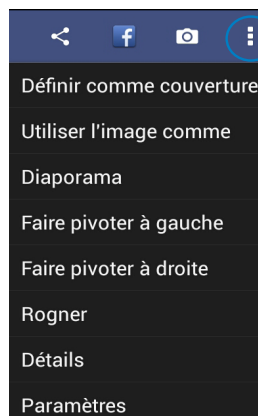 Définir comme couverture
Utiliser l'image comme
Diaporama
Faire pivoter à gauche
Faire pivoter à droite
Rogner
Détails
Paramètres